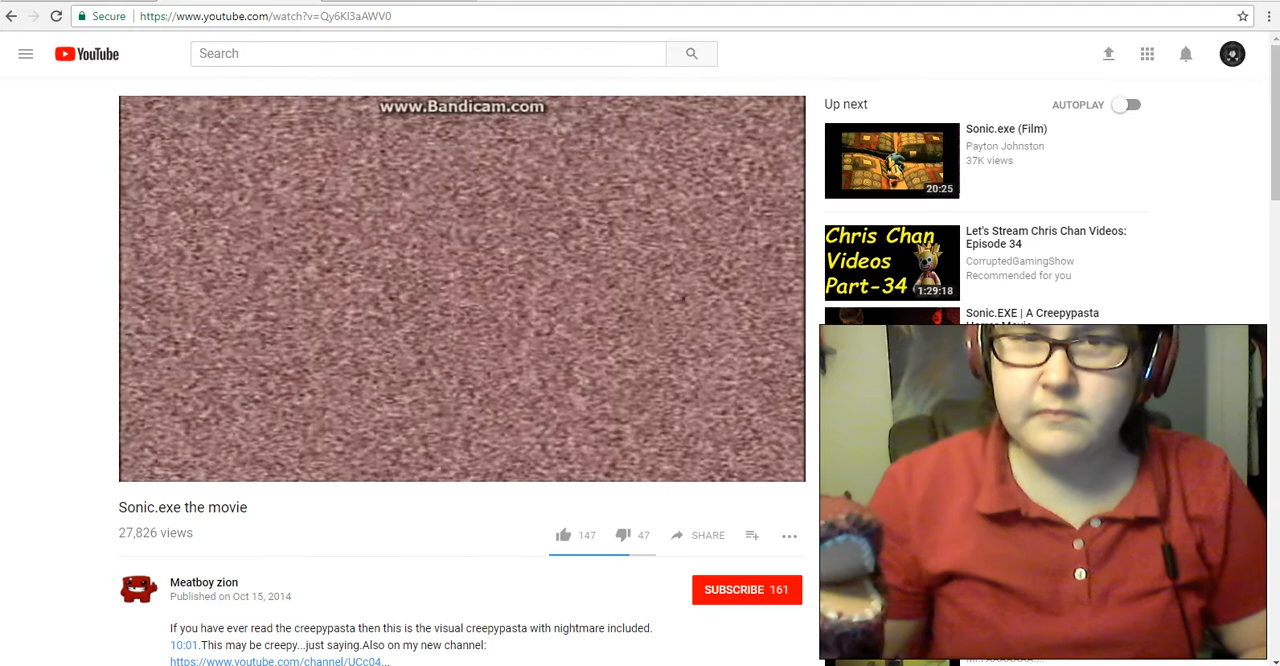 Secure https://www.youtube.com/watch?v=Qy6Kl3aAWV0
YouTube
Search
www.Bandicam.com
Up next
AUTOPLAY
20:25
Sonic.exe (Film)
Payton Johnston
37K views
Chris Chan
Videos
Part-34
1:29:18
Let's Stream Chris Chan Videos:
Episode 34
CorruptedGamingShow
Recommended for you
Sonic.EXE | A Creepypasta
Sonic.exe the movie
27,826 views
147
47
SHARE
Meatboy zion
Published on Oct 15, 2014
SUBSCRIBE 161
If you have ever read the creepypasta then this is the visual creepypasta with nightmare included.
10:01.This may be creepy...just saying.Also on my new channel:
https://www.youtube.com/channel/UCc04...